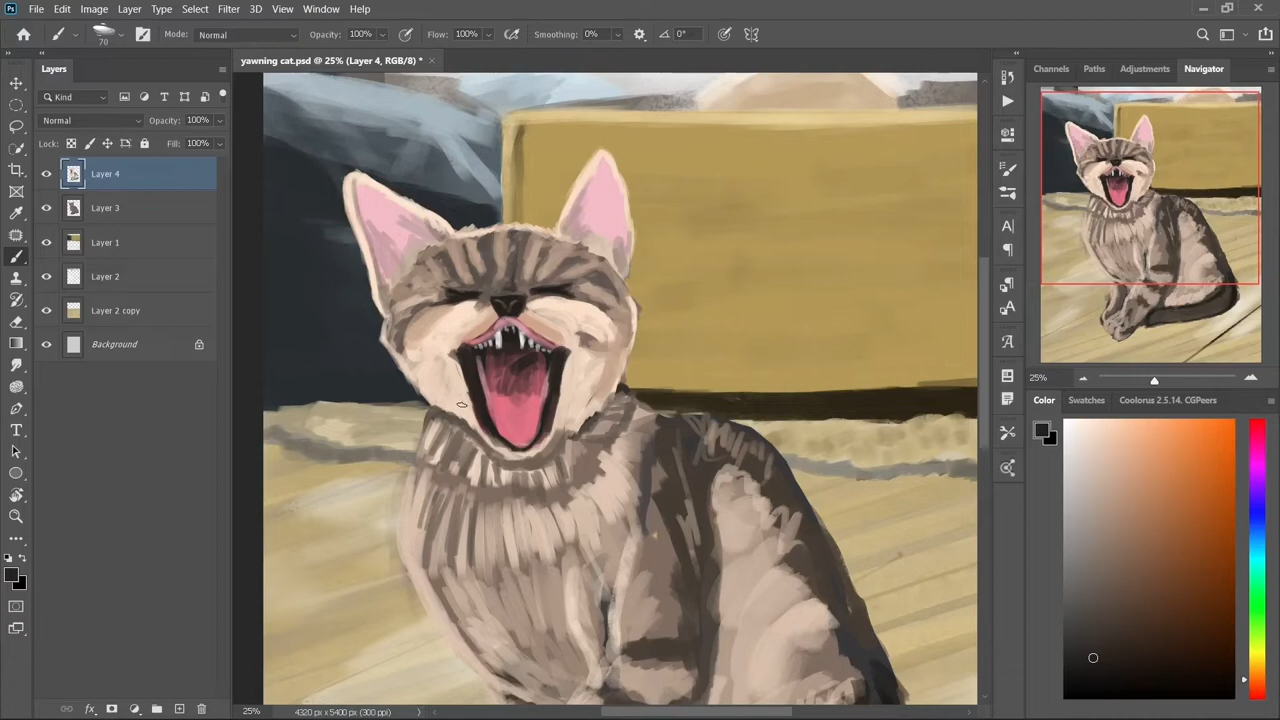 Ps File Edit Image Layer Type Select Filter 3D View Window Help
70 Mode: Normal Opacity: 100% Flow: 100% Smoothing: 0% 0°
Layers
yawning cat.psd @ 25% (Layer 4, RGB/8) *
Channels Paths Adjustments Navigator
Kind
Normal Opacity: 100%
Lock: Fill: 100%
Layer 4
Layer 3
Layer 1
Layer 2
Layer 2 copy
Background
25%
Color Swatches Coolorus 2.5.14. CGPeers
25% 4320 px x 5400 px (300 ppi)